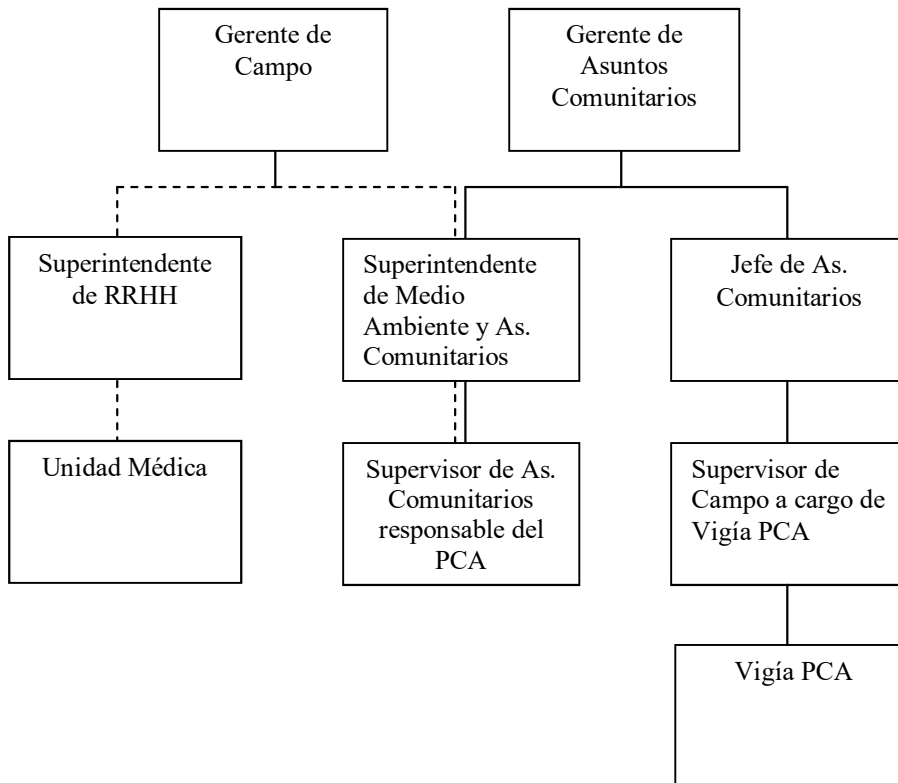 Gerente de
Campo
Gerente de
Asuntos
Comunitarios
Superintendente
de RRHH
Superintendente
de Medio
Ambiente y As.
Comunitarios
Jefe de As.
Comunitarios
Unidad Médica
Supervisor de As.
Comunitarios
responsable del
PCA
Supervisor de
Campo a cargo de
Vigía PCA
Vigía PCA